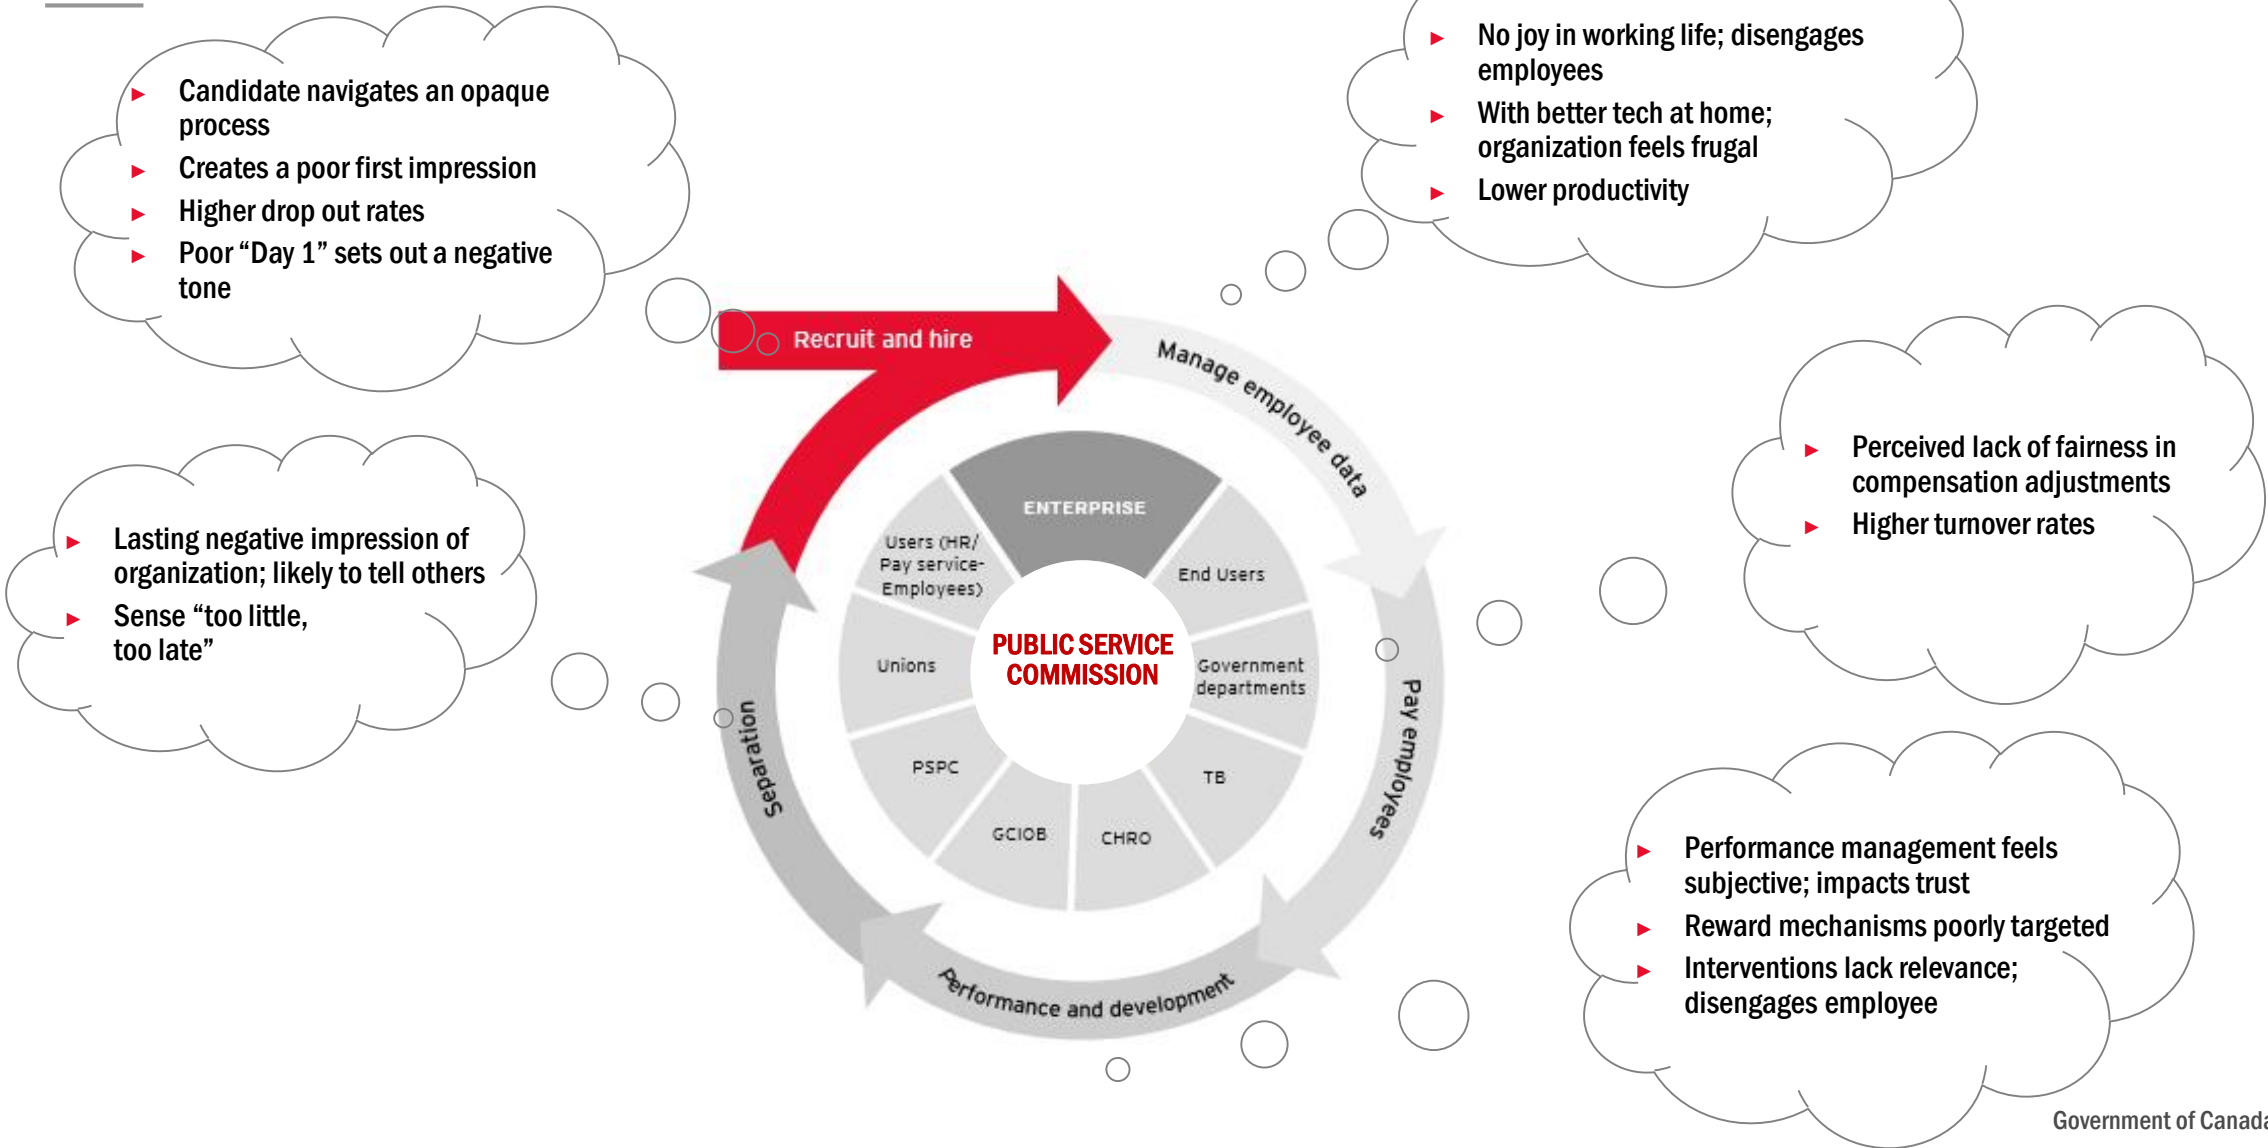 Candidate navigates an opaque
process
Creates a poor first impression
Higher drop out rates
Poor “Day 1” sets out a negative
tone
No joy in working life; disengages
employees
With better tech at home;
organization feels frugal
Lower productivity
Recruit and hire
Manage employee data
Perceived lack of fairness in
compensation adjustments
Higher turnover rates
Lasting negative impression of
organization; likely to tell others
Sense “too little,
too late”
ENTERPRISE
Users (HR/
Pay service-
Employees)
End Users
PUBLIC SERVICE
COMMISSION
Unions
Government
departments
PSPC
TB
GCIOB
CHRO
Separation
Pay employees
Performance and development
Performance management feels
subjective; impacts trust
Reward mechanisms poorly targeted
Interventions lack relevance;
disengages employee
Government of Canada